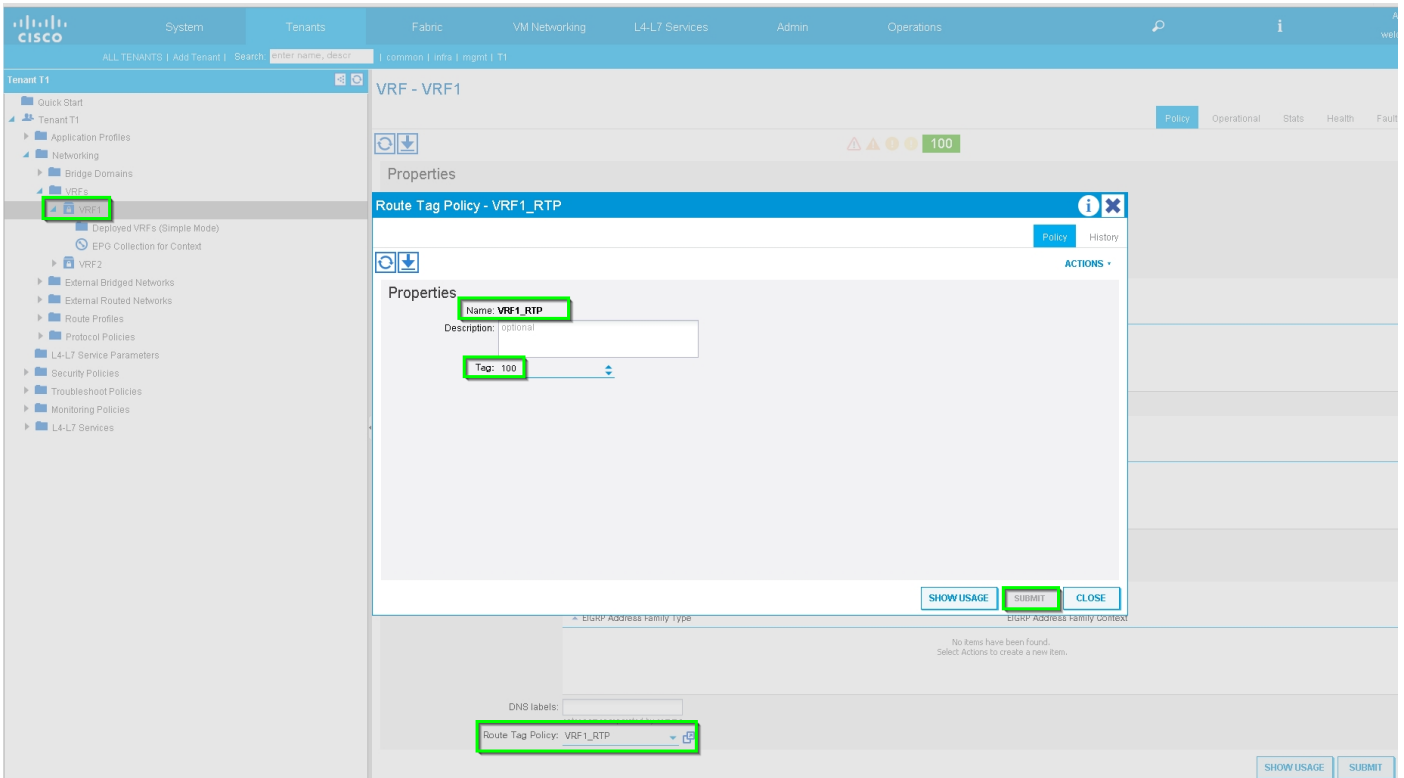 CISCO
System Tenants Fabric VM Networking L4-L7 Services Admin Operations i
ALL TENANTS | Add Tenant | Search: enter name, descr | common | infra | mgmt | T1
Tenant T1
Quick Start
Tenant T1
Application Profiles
Networking
Bridge Domains
VRFs
VRF1
Deployed VRFs (Simple Mode)
EPG Collection for Context
VRF2
External Bridged Networks
External Routed Networks
Route Profiles
Protocol Policies
L4-L7 Service Parameters
Security Policies
Troubleshoot Policies
Monitoring Policies
L4-L7 Services
VRF - VRF1
Policy Operational Stats Health Fault
100
Properties
Route Tag Policy - VRF1_RTP
i
Policy History
ACTIONS
Properties
Name: VRF1_RTP
Description: optional
Tag: 100
SHOW USAGE SUBMIT CLOSE
EIGRP Address Family Type EIGRP Address Family Context
No items have been found.
Select Actions to create a new item.
DNS labels:
Route Tag Policy: VRF1_RTP
SHOW USAGE SUBMIT